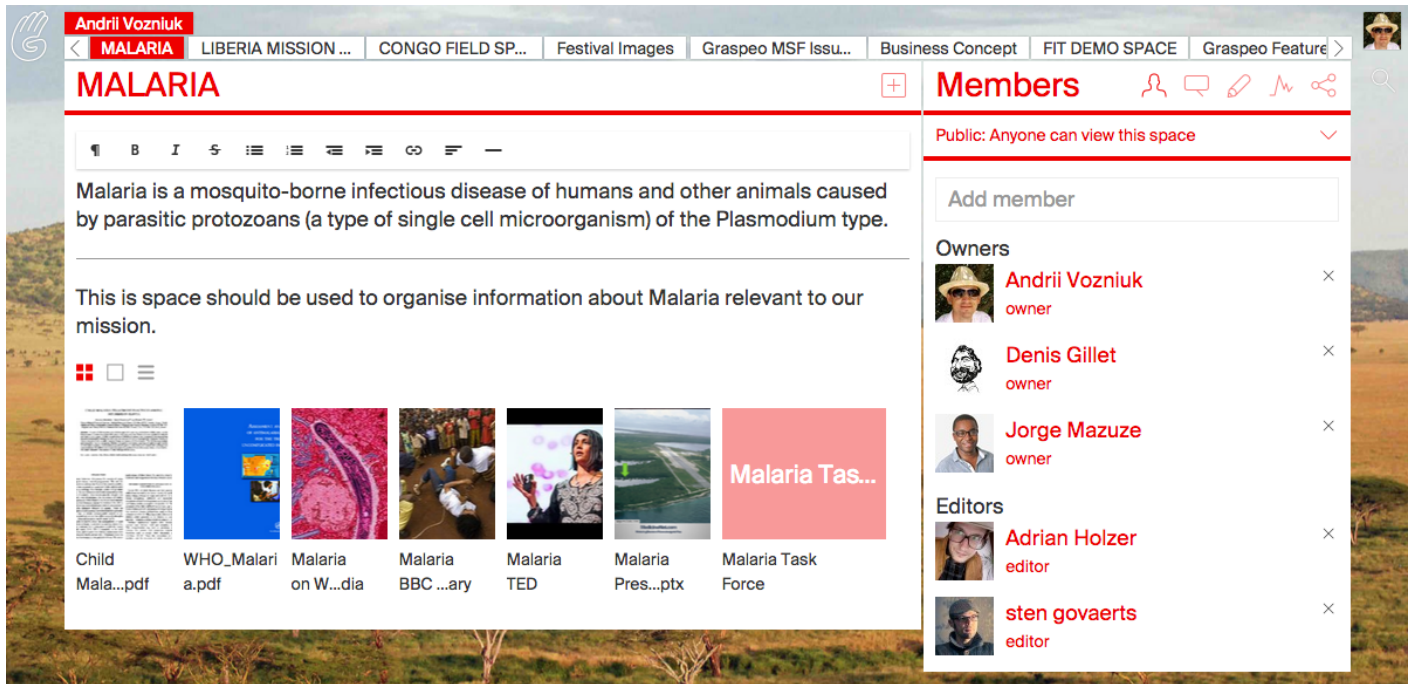 Andrii Vozniuk
MALARIA
LIBERIA MISSION ...
CONGO FIELD SP...
Festival Images
Graspeo MSF Issu...
Business Concept
FIT DEMO SPACE
Graspeo Feature
MALARIA
Malaria is a mosquito-borne infectious disease of humans and other animals caused
by parasitic protozoans (a type of single cell microorganism) of the Plasmodium type.
This is space should be used to organise information about Malaria relevant to our
mission.
Malaria Tas...
Child
Mala...pdf
WHO_Malari
a.pdf
Malaria
on W...dia
Malaria
BBC ...ary
Malaria
TED
Malaria
Pres...ptx
Malaria Task
Force
Members
Public: Anyone can view this space
Add member
Owners
Andrii Vozniuk
owner
Denis Gillet
owner
Jorge Mazuze
owner
Editors
Adrian Holzer
editor
sten govaerts
editor